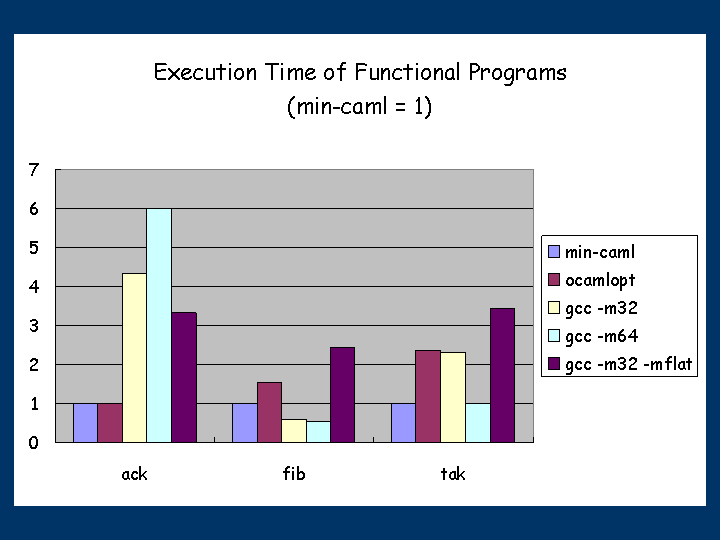 Execution Time of Functional Programs
(min-caml = 1)
7
6
5
4
3
2
1
0
ack fib tak
min-caml
ocamlopt
gcc -m32
gcc -m64
gcc -m32 -mflat